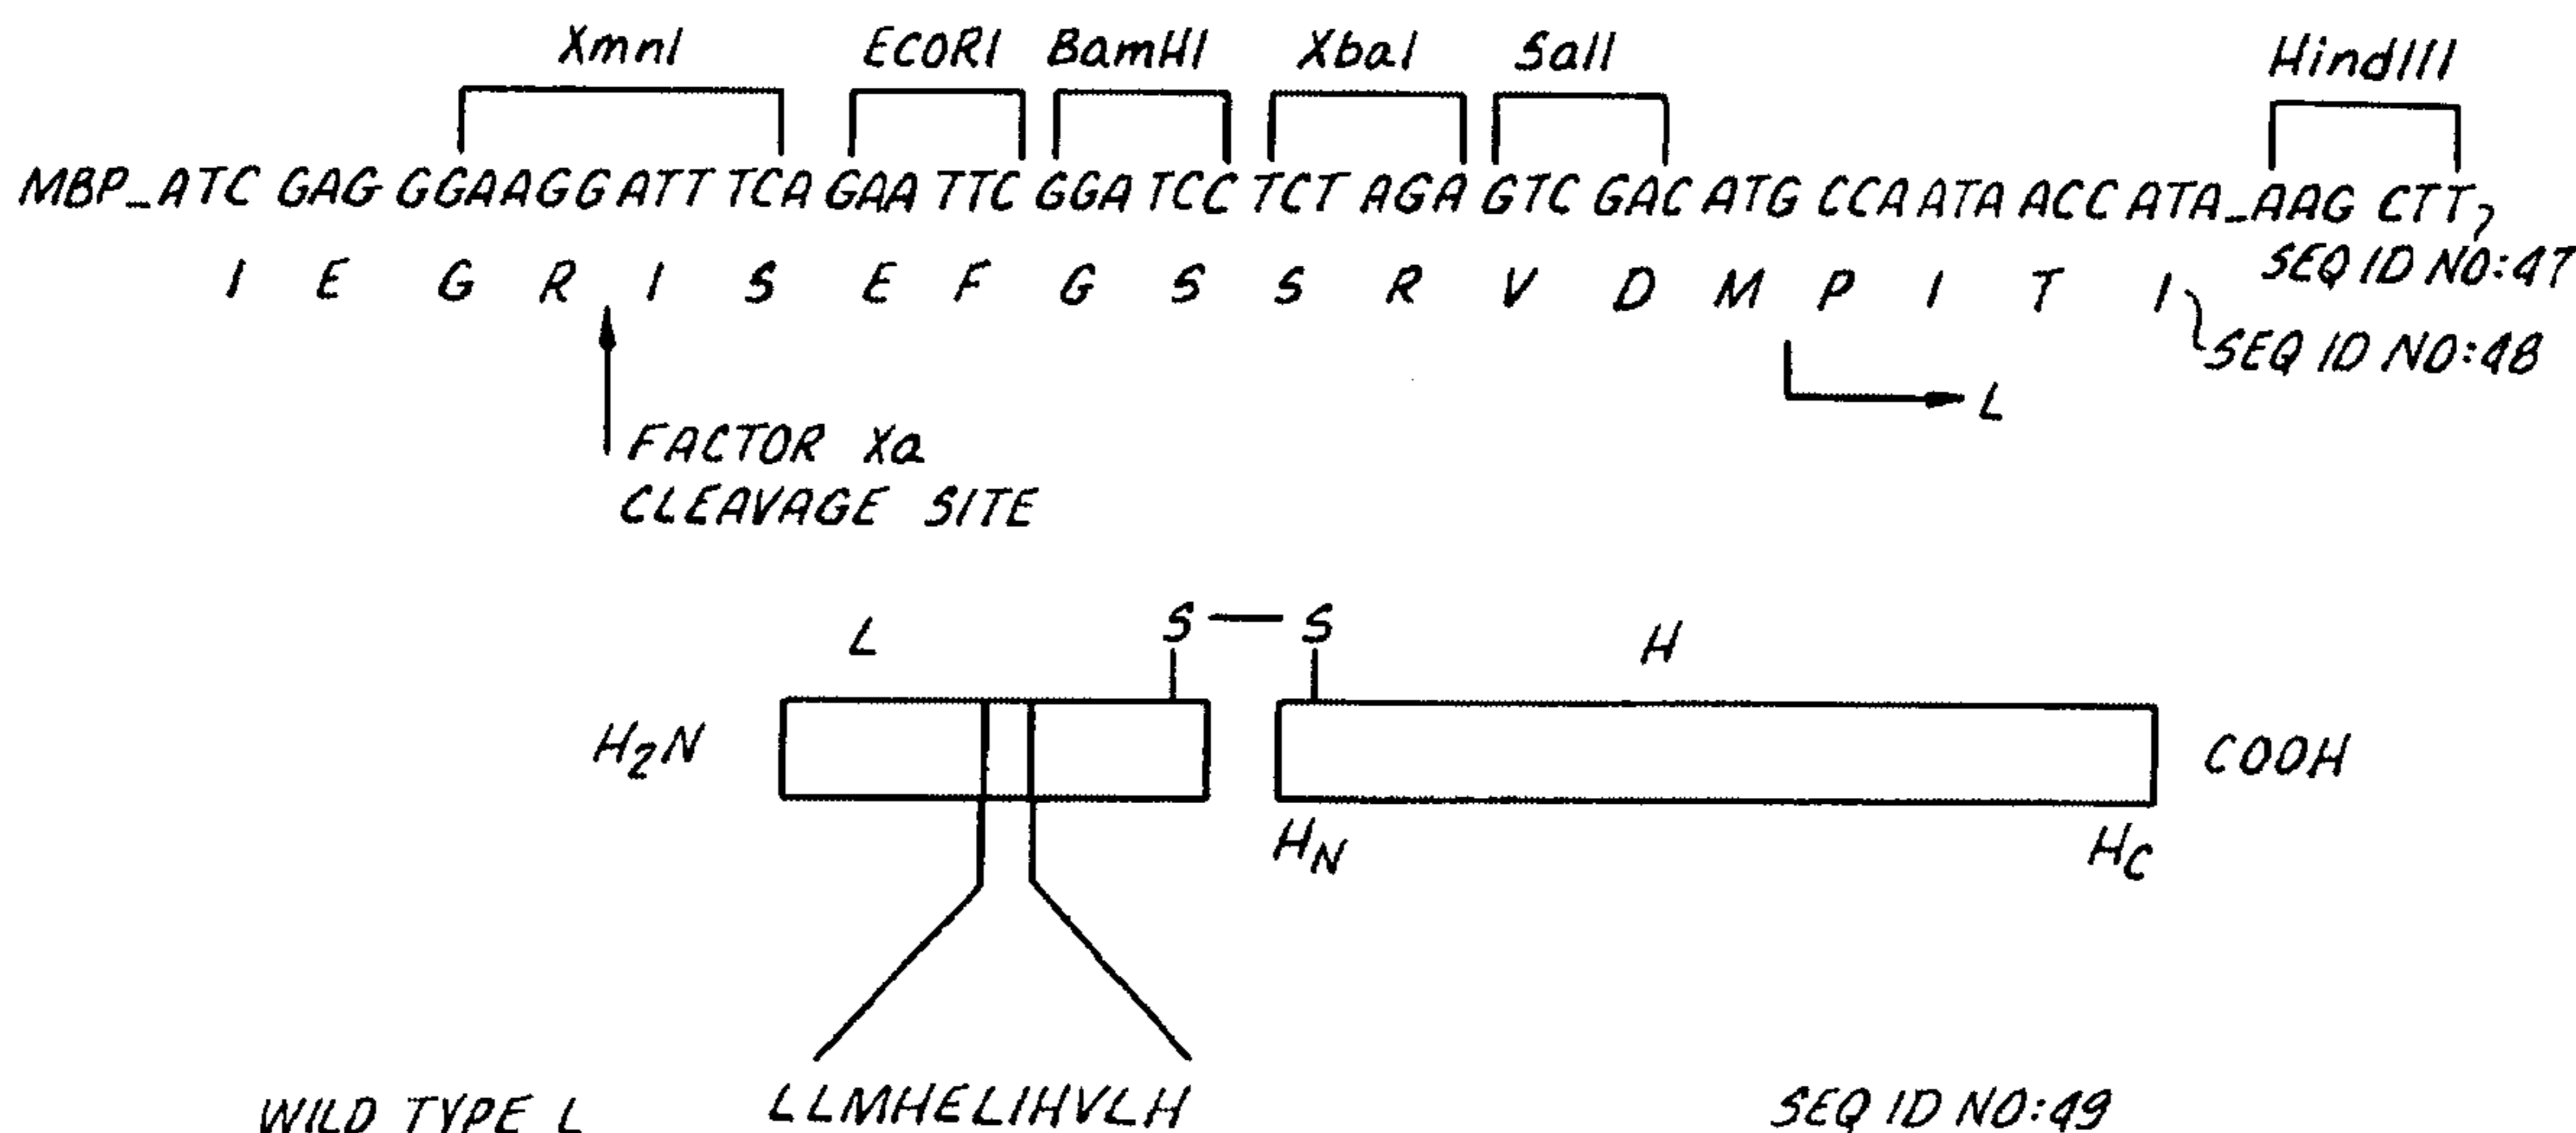 XmnI EcoRI BamHI XbaI SalI HindIII
MBP_ATC GAG GGAAGG ATT TCA GAA TTC GGA TCC TCT AGA GTC GAC ATG CCA ATA ACC ATA_AAG CTT
SEQ ID NO:47
I E G R I S E F G S S R V D M P I T I
SEQ ID NO:48
L
FACTOR Xa
CLEAVAGE SITE
S — S
L H
H2N COOH
HN HC
WILD TYPE L LLMHELIHVLH SEQ ID NO:49